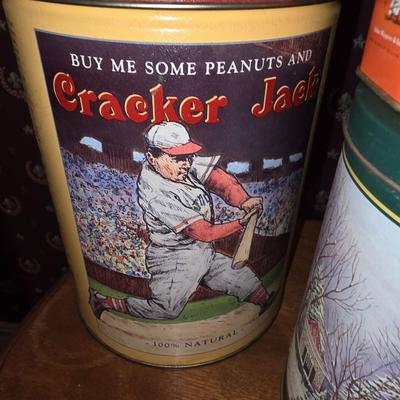 BUY ME SOME PEANUTS AND
Cracker Jack
- 100% NATURAL -